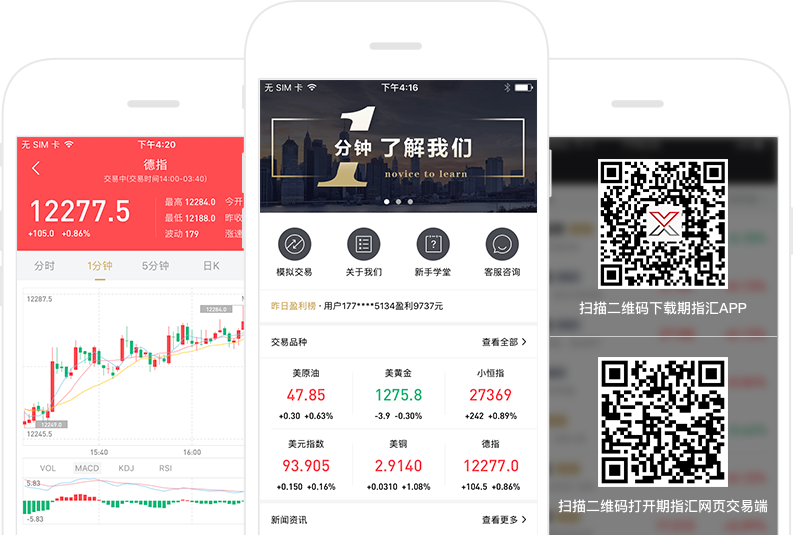 无 SIM 卡
下午4:20
德指
交易中(交易时间14:00-03:40)
12277.5
+105.0 +0.86%
最高 12284.0 今开
最低 12188.0 昨收
波动 179 涨速
分时 1分钟 5分钟 日K
12287.5
12284.0
12249.0
12245.5
15:40 16:00
VOL MACD KDJ RSI
5.83
-5.83
无 SIM 卡
下午4:16
1分钟 了解我们
novice to learn
模拟交易 关于我们 新手学堂 客服咨询
昨日盈利榜 · 用户177****5134盈利9737元
交易品种 查看全部
美原油 美黄金 小恒指
47.85 1275.8 27369
+0.30 +0.63% -3.9 -0.30% +242 +0.89%
美元指数 美铜 德指
93.905 2.9140 12277.0
+0.150 +0.16% +0.0310 +1.08% +104.5 +0.86%
新闻资讯 查看更多
扫描二维码下载期指汇APP
扫描二维码打开期指汇网页交易端